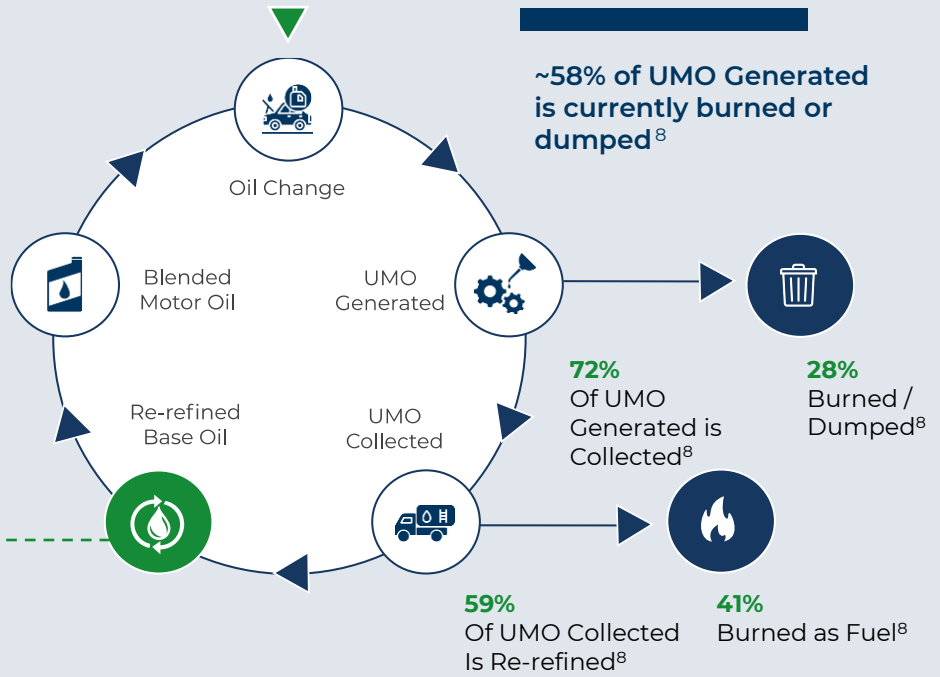 ~58% of UMO Generated
is currently burned or
dumped⁸
Oil Change
Blended
Motor Oil
UMO
Generated
72%
Of UMO
Generated is
Collected⁸
28%
Burned /
Dumped⁸
Re-refined
Base Oil
UMO
Collected
59%
Of UMO Collected
Is Re-refined⁸
41%
Burned as Fuel⁸